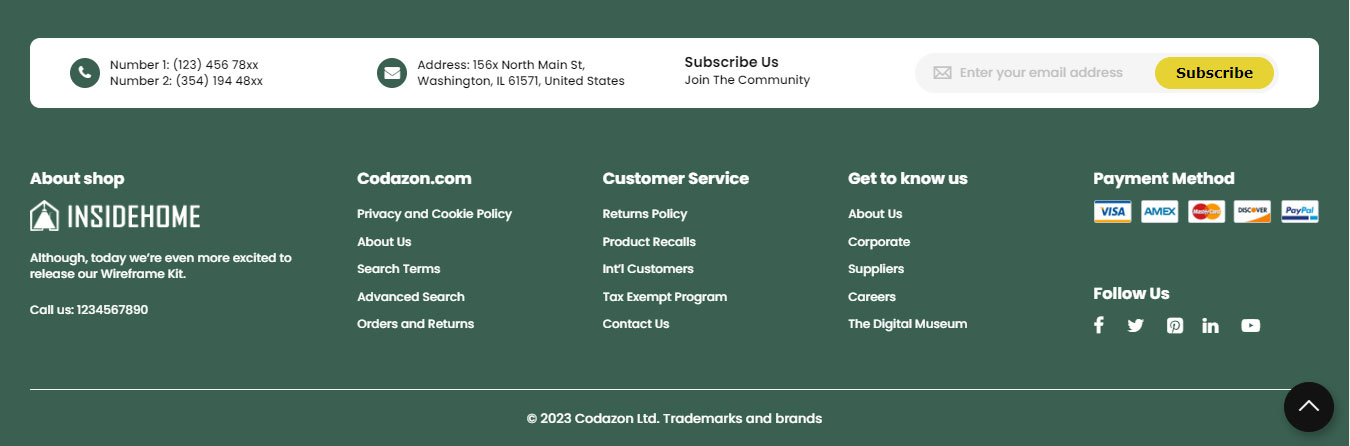 Number 1: (123) 456 78xx
Number 2: (354) 194 48xx
Address: 156x North Main St,
Washington, IL 61571, United States
Subscribe Us
Join The Community
Enter your email address
Subscribe
About shop
INSIDEHOME
Although, today we’re even more excited to
release our Wireframe Kit.
Call us: 1234567890
Codazon.com
Privacy and Cookie Policy
About Us
Search Terms
Advanced Search
Orders and Returns
Customer Service
Returns Policy
Product Recalls
Int'l Customers
Tax Exempt Program
Contact Us
Get to know us
About Us
Corporate
Suppliers
Careers
The Digital Museum
Payment Method
VISA
AMEX
MasterCard
DISCOVER
PayPal
Follow Us
© 2023 Codazon Ltd. Trademarks and brands